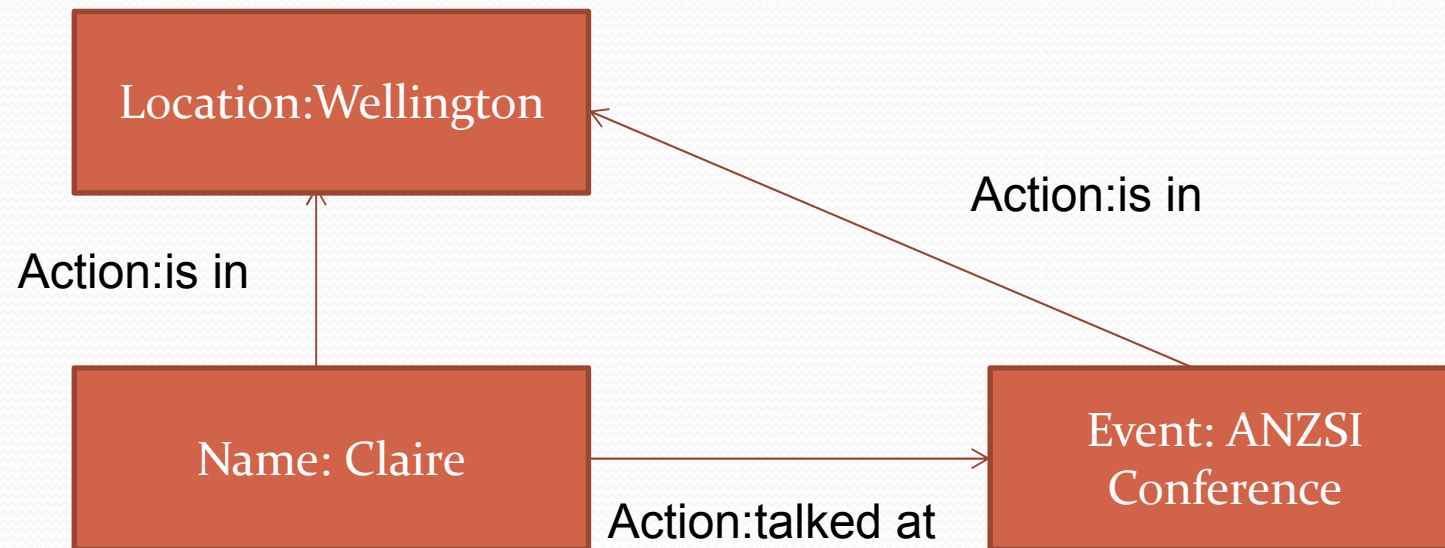 Location:Wellington
Action:is in
Action:is in
Name: Claire
Event: ANZSI
Conference
Action:talked at